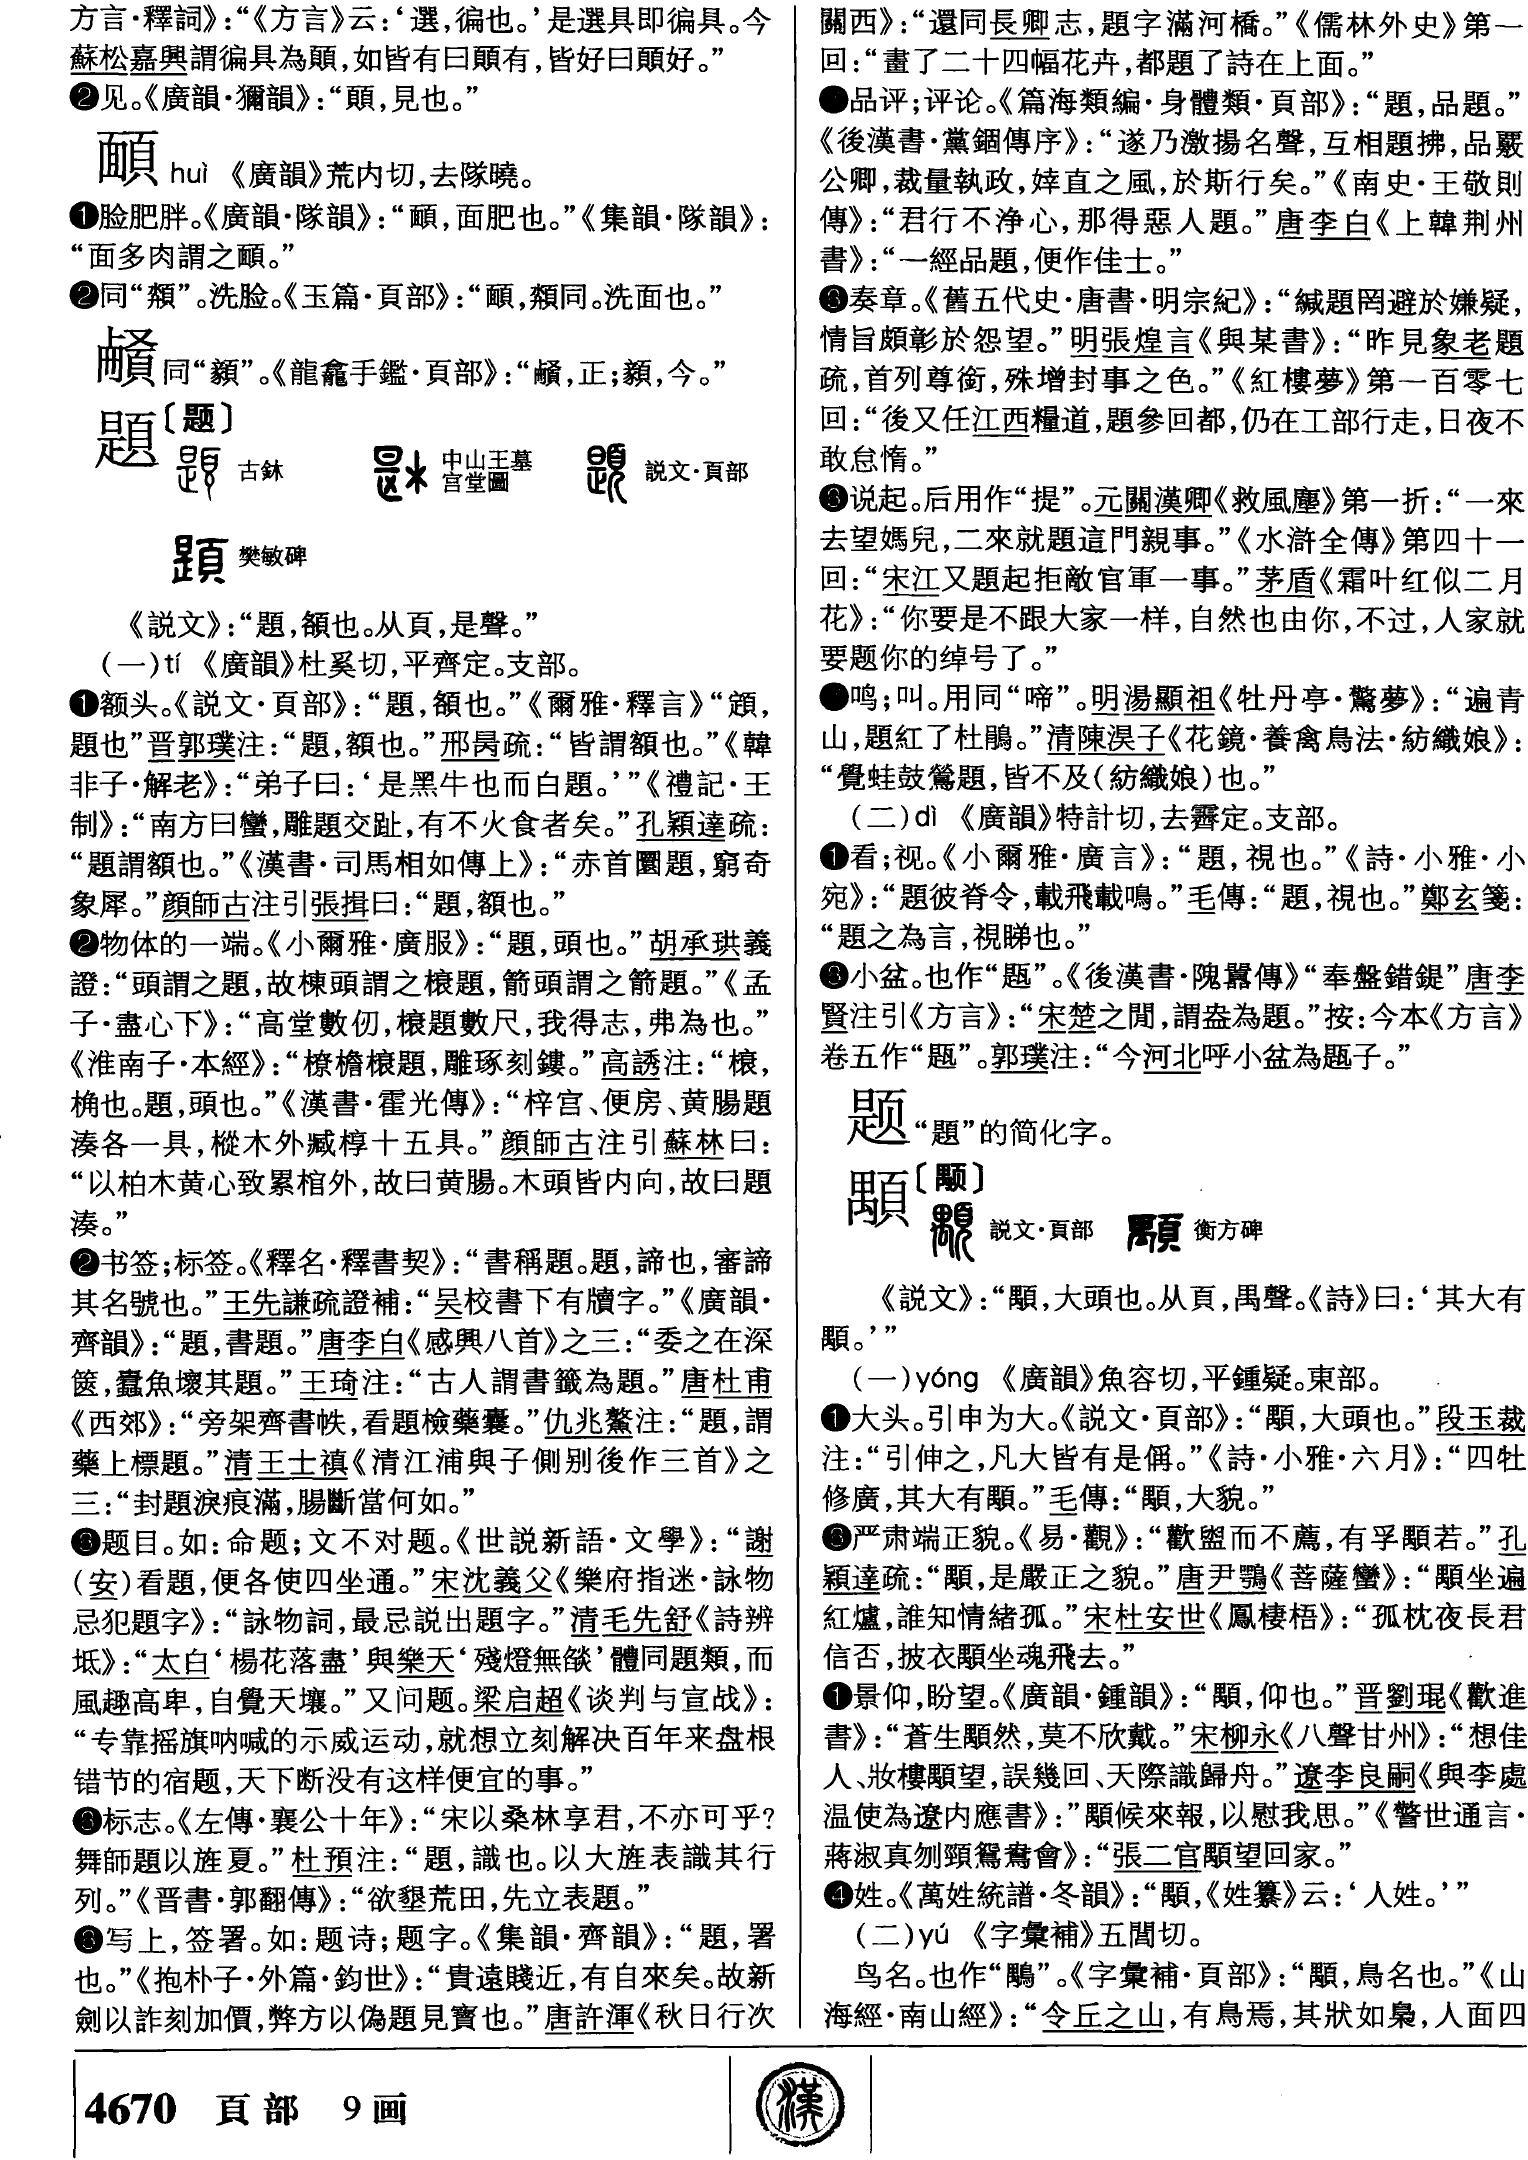 方言·釋詞》：“《方言》云：‘選，徧也。’是選具即徧具。今
蘇松嘉興謂徧具為顚，如皆有曰顚有，皆好曰顚好。”
❷见。《廣韻·獮韻》：“頤，見也。”
𩔁 huì 《廣韻》荒内切，去隊曉。
❶脸肥胖。《廣韻·隊韻》：“𩔁，面肥也。”《集韻·隊韻》：
“面多肉謂之𩔁。”
❷同“頮”。洗脸。《玉篇·頁部》：“𩔁，頮同。洗面也。”
同“纇”。《龍龕手鑑·頁部》：“，正；，今。”
題〔题〕
古鉥 中山王墓宫堂圖 説文·頁部
樊敏碑
《説文》：“題，頟也。从頁，是聲。”
（一）tí 《廣韻》杜奚切，平齊定。支部。
❶额头。《説文·頁部》：“題，頟也。”《爾雅·釋言》“顁，
題也”晋郭璞注：“題，額也。”邢昺疏：“皆謂額也。”《韓
非子·解老》：“弟子曰：‘是黑牛也而白題。’”《禮記·王
制》：“南方曰蠻，雕題交趾，有不火食者矣。”孔穎達疏：
“題謂額也。”《漢書·司馬相如傳上》：“赤首圜題，窮奇
象犀。”顔師古注引張揖曰：“題，額也。”
❷物体的一端。《小爾雅·廣服》：“題，頭也。”胡承珙義
證：“頭謂之題，故棟頭謂之榱題，箭頭謂之箭題。”《孟
子·盡心下》：“高堂數仞，榱題數尺，我得志，弗為也。”
《淮南子·本經》：“橑檐榱題，雕琢刻鏤。”高誘注：“榱，
桷也。題，頭也。”《漢書·霍光傳》：“梓宫、便房、黄腸題
湊各一具，樅木外臧椁十五具。”顔師古注引蘇林曰：
“以柏木黄心致累棺外，故曰黄腸。木頭皆内向，故曰題
湊。”
❷书签；标签。《釋名·釋書契》：“書稱題。題，諦也，審諦
其名號也。”王先謙疏證補：“吴校書下有牘字。”《廣韻·
齊韻》：“題，書題。”唐李白《感興八首》之三：“委之在深
篋，蠹魚壞其題。”王琦注：“古人謂書籤為題。”唐杜甫
《西郊》：“旁架齊書帙，看題檢藥囊。”仇兆鰲注：“題，謂
藥上標題。”清王士禛《清江浦與子側别後作三首》之
三：“封題淚痕滿，腸斷當何如。”
❸题目。如：命题；文不对题。《世説新語·文學》：“謝
（安）看題，便各使四坐通。”宋沈義父《樂府指迷·詠物
忌犯題字》：“詠物詞，最忌説出題字。”清毛先舒《詩辨
坻》：“太白‘楊花落盡’與樂天‘殘燈無燄’體同題類，而
風趣高卑，自覺天壤。”又问题。梁启超《谈判与宣战》：
“专靠摇旗呐喊的示威运动，就想立刻解决百年来盘根
错节的宿题，天下断没有这样便宜的事。”
❸标志。《左傳·襄公十年》：“宋以桑林享君，不亦可乎？
舞師題以旌夏。”杜預注：“題，識也。以大旌表識其行
列。”《晋書·郭翻傳》：“欲墾荒田，先立表題。”
❸写上，签署。如：题诗；题字。《集韻·齊韻》：“題，署
也。”《抱朴子·外篇·鈞世》：“貴遠賤近，有自來矣。故新
劍以詐刻加價，弊方以偽題見寳也。”唐許渾《秋日行次
關西》：“還同長卿志，題字滿河橋。”《儒林外史》第一
回：“畫了二十四幅花卉，都題了詩在上面。”
●品评；评论。《篇海類編·身體類·頁部》：“題，品題。”
《後漢書·黨錮傳序》：“遂乃激揚名聲，互相題拂，品覈
公卿，裁量執政，婞直之風，於斯行矣。”《南史·王敬則
傳》：“君行不净心，那得惡人題。”唐李白《上韓荆州
書》：“一經品題，便作佳士。”
❸奏章。《舊五代史·唐書·明宗紀》：“緘題罔避於嫌疑，
情旨頗彰於怨望。”明張煌言《與某書》：“昨見象老題
疏，首列尊銜，殊增封事之色。”《紅樓夢》第一百零七
回：“後又任江西糧道，題參回都，仍在工部行走，日夜不
敢怠惰。”
❸说起。后用作“提”。元關漢卿《救風塵》第一折：“一來
去望媽兒，二來就題這門親事。”《水滸全傳》第四十一
回：“宋江又題起拒敵官軍一事。”茅盾《霜叶红似二月
花》：“你要是不跟大家一样，自然也由你，不过，人家就
要题你的绰号了。”
●鸣；叫。用同“啼”。明湯顯祖《牡丹亭·驚夢》：“遍青
山，題紅了杜鵑。”清陳淏子《花鏡·養禽鳥法·紡織娘》：
“覺蛙鼓鶯題，皆不及（紡織娘）也。”
（二）dì 《廣韻》特計切，去霽定。支部。
❶看；视。《小爾雅·廣言》：“題，視也。”《詩·小雅·小
宛》：“題彼脊令，載飛載鳴。”毛傳：“題，視也。”鄭玄箋：
“題之為言，視睇也。”
❸小盆。也作“㼵”。《後漢書·隗囂傳》“奉盤錯鍉”唐李
賢注引《方言》：“宋楚之間，謂盎為題。”按：今本《方言》
卷五作“㼵”。郭璞注：“今河北呼小盆為㼵子。”
题 “題”的简化字。
顒〔颙〕
説文·頁部 衡方碑
《説文》：“顒，大頭也。从頁，禺聲。《詩》曰：‘其大有
顒。’”
（一）yóng 《廣韻》魚容切，平鍾疑。東部。
❶大头。引申为大。《説文·頁部》：“顒，大頭也。”段玉裁
注：“引伸之，凡大皆有是偁。”《詩·小雅·六月》：“四牡
修廣，其大有顒。”毛傳：“顒，大貌。”
❸严肃端正貌。《易·觀》：“歡盥而不薦，有孚顒若。”孔
穎達疏：“顒，是嚴正之貌。”唐尹鶚《菩薩蠻》：“顒坐遍
紅爐，誰知情緒孤。”宋杜安世《鳳棲梧》：“孤枕夜長君
信否，披衣顒坐魂飛去。”
❶景仰，盼望。《廣韻·鍾韻》：“顒，仰也。”晋劉琨《歡進
書》：“蒼生顒然，莫不欣戴。”宋柳永《八聲甘州》：“想佳
人、妝樓顒望，誤幾回、天際識歸舟。”遼李良嗣《與李處
温使為遼内應書》：”顒候來報，以慰我思。”《警世通言·
蔣淑真刎頸鴛鴦會》：“張二官顒望回家。”
❹姓。《萬姓統譜·冬韻》：“顒，《姓纂》云：‘人姓。’”
（二）yú 《字彙補》五閭切。
鸟名。也作“鷠”。《字彙補·頁部》：“顒，鳥名也。”《山
海經·南山經》：“令丘之山，有鳥焉，其狀如梟，人面四
4670 頁部 9画
漢